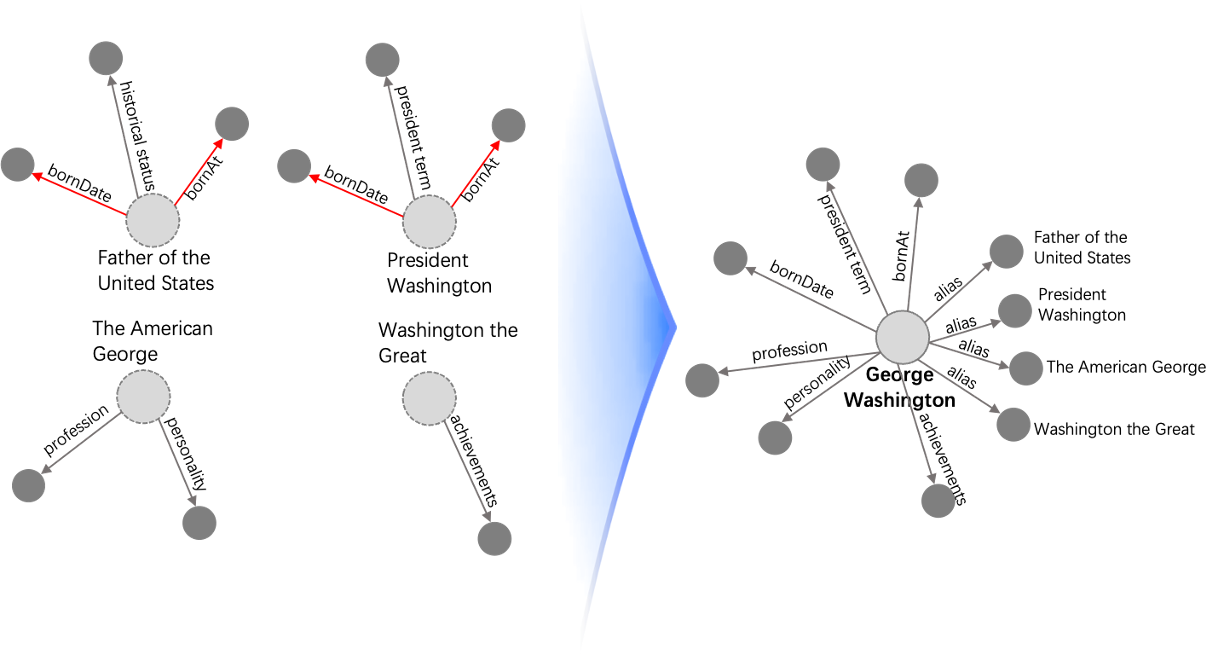 historical status
bornAt
bornDate
Father of the
United States
president term
bornAt
bornDate
President
Washington
The American
George
profession
personality
Washington the
Great
achievements
president term
bornAt
bornDate
alias
Father of the
United States
alias
President
Washington
alias
The American George
alias
Washington the Great
profession
personality
George
Washington
achievements